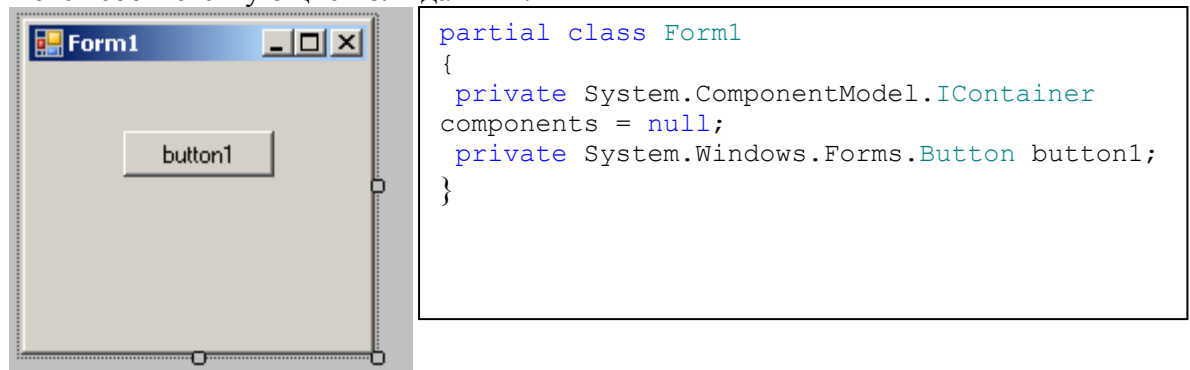 Form1
button1
partial class Form1
{
private System.ComponentModel.IContainer
components = null;
private System.Windows.Forms.Button button1;
}